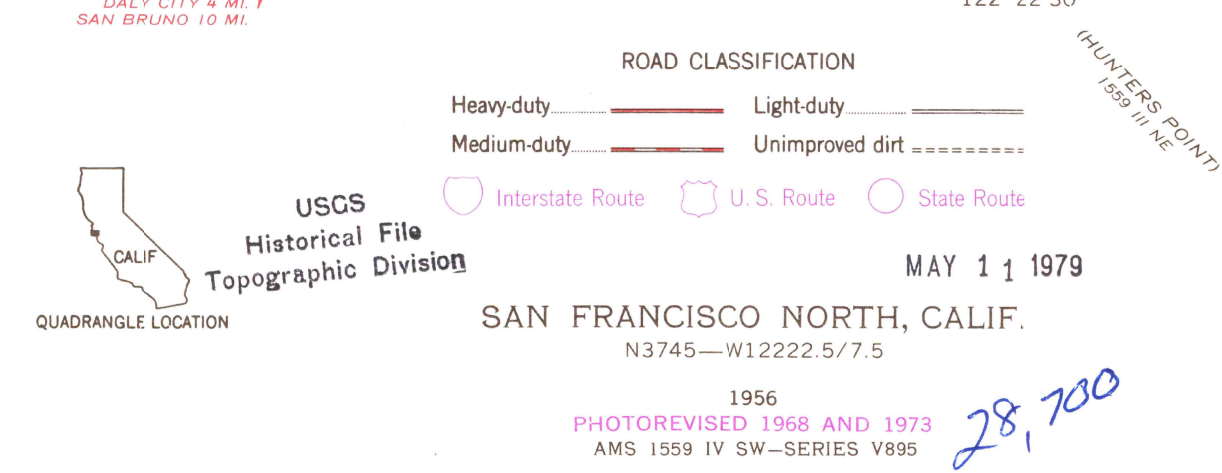 DALY CITY 4 MI.
SAN BRUNO 10 MI.
122°22'30"
(HUNTERS POINT)
1559 III NE
ROAD CLASSIFICATION
Heavy-duty Light-duty
Medium-duty Unimproved dirt
Interstate Route U. S. Route State Route
USGS
Historical File
Topographic Division
CALIF
QUADRANGLE LOCATION
MAY 11 1979
SAN FRANCISCO NORTH, CALIF.
N3745—W12222.5/7.5
1956
PHOTOREVISED 1968 AND 1973
AMS 1559 IV SW—SERIES V895
28,700